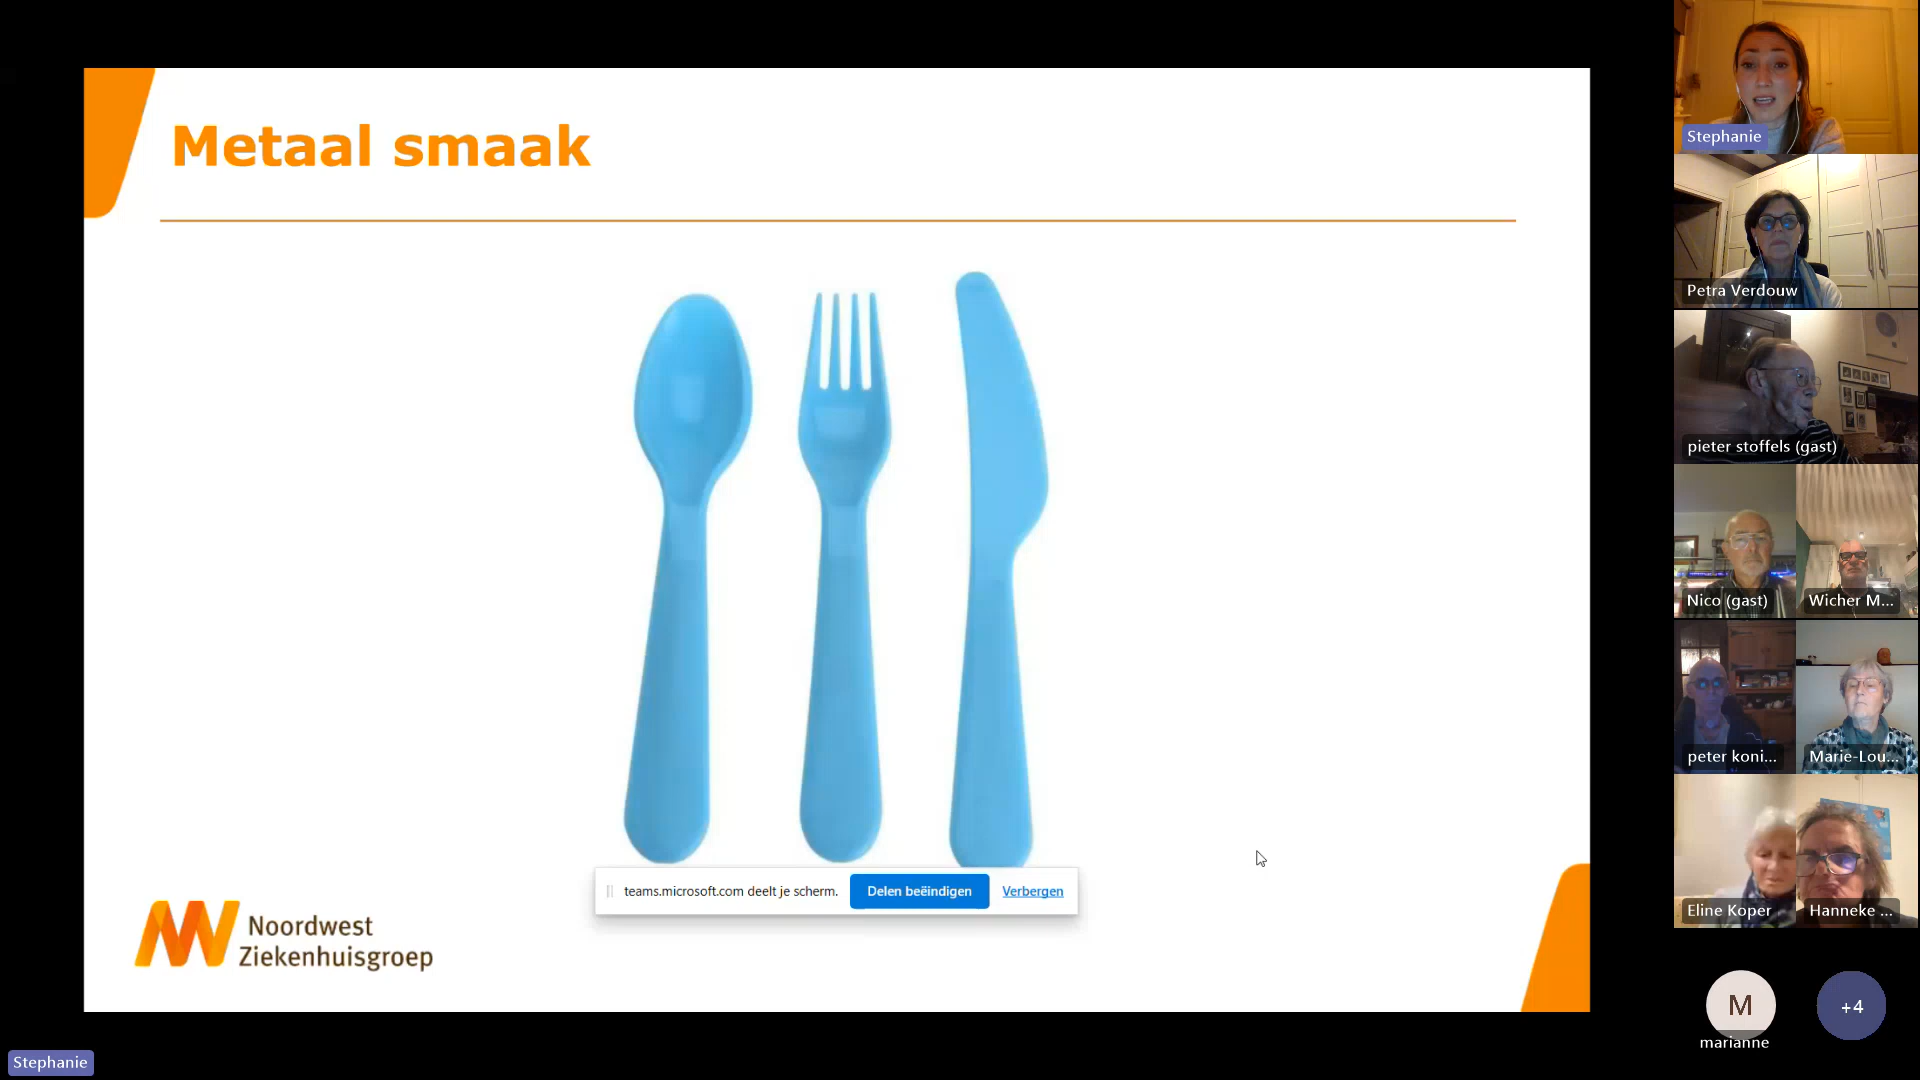 Metaal smaak
teams.microsoft.com deelt je scherm.
Delen beëindigen
Verbergen
Noordwest
Ziekenhuisgroep
Stephanie
Stephanie
Petra Verdouw
pieter stoffels (gast)
Nico (gast)
Wicher M...
peter koni...
Marie-Lou...
Eline Koper
Hanneke ...
M
marianne
+4